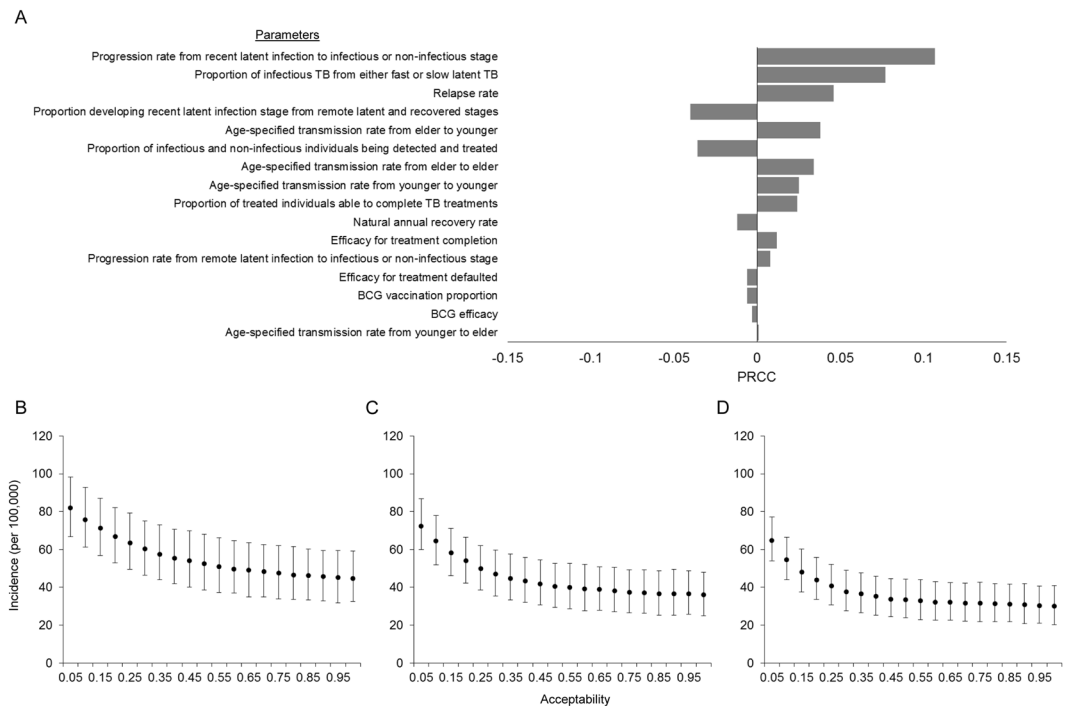 A
Parameters
Progression rate from recent latent infection to infectious or non-infectious stage
Proportion of infectious TB from either fast or slow latent TB
Relapse rate
Proportion developing recent latent infection stage from remote latent and recovered stages
Age-specified transmission rate from elder to younger
Proportion of infectious and non-infectious individuals being detected and treated
Age-specified transmission rate from elder to elder
Age-specified transmission rate from younger to younger
Proportion of treated individuals able to complete TB treatments
Natural annual recovery rate
Efficacy for treatment completion
Progression rate from remote latent infection to infectious or non-infectious stage
Efficacy for treatment defaulted
BCG vaccination proportion
BCG efficacy
Age-specified transmission rate from younger to elder
-0.15 -0.1 -0.05 0 0.05 0.1 0.15
PRCC
B
Incidence (per 100,000)
120
100
80
60
40
20
0
0.05 0.15 0.25 0.35 0.45 0.55 0.65 0.75 0.85 0.95
C
120
100
80
60
40
20
0
0.05 0.15 0.25 0.35 0.45 0.55 0.65 0.75 0.85 0.95
D
120
100
80
60
40
20
0
0.05 0.15 0.25 0.35 0.45 0.55 0.65 0.75 0.85 0.95
Acceptability